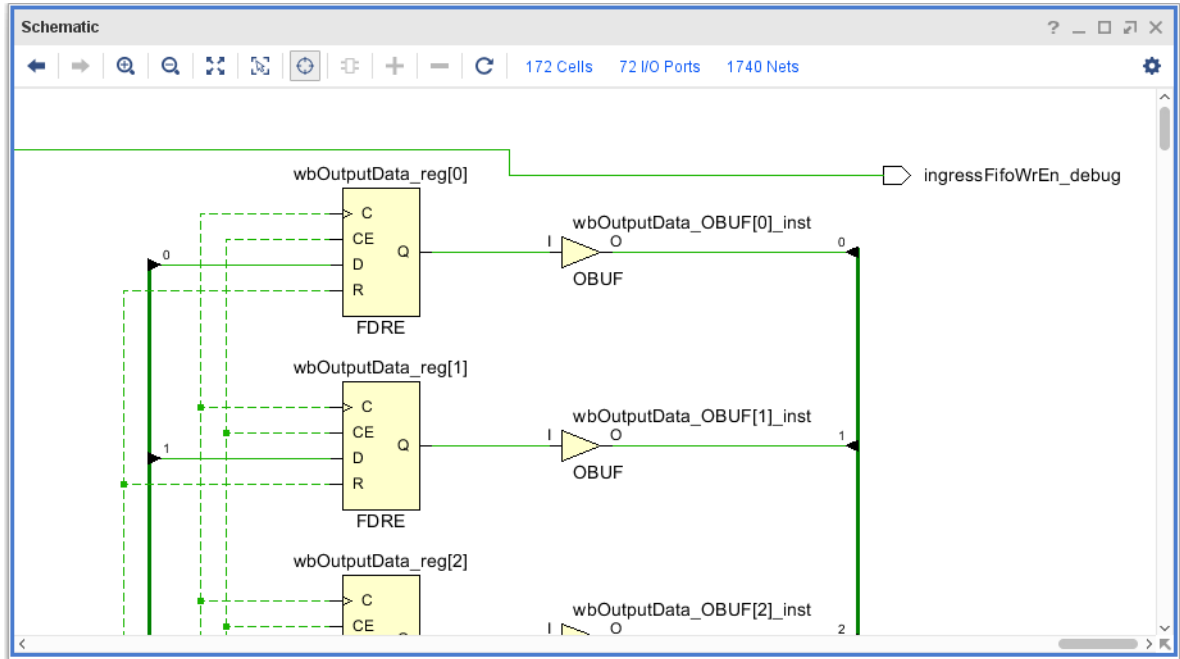 Schematic
172 Cells 72 I/O Ports 1740 Nets
ingressFifoWrEn_debug
wbOutputData_reg[0]
C
CE
D
R
Q
FDRE
0
wbOutputData_OBUF[0]_inst
I
O
OBUF
0
wbOutputData_reg[1]
C
CE
D
R
Q
FDRE
1
wbOutputData_OBUF[1]_inst
I
O
OBUF
1
wbOutputData_reg[2]
C
CE
wbOutputData_OBUF[2]_inst
I
O
2